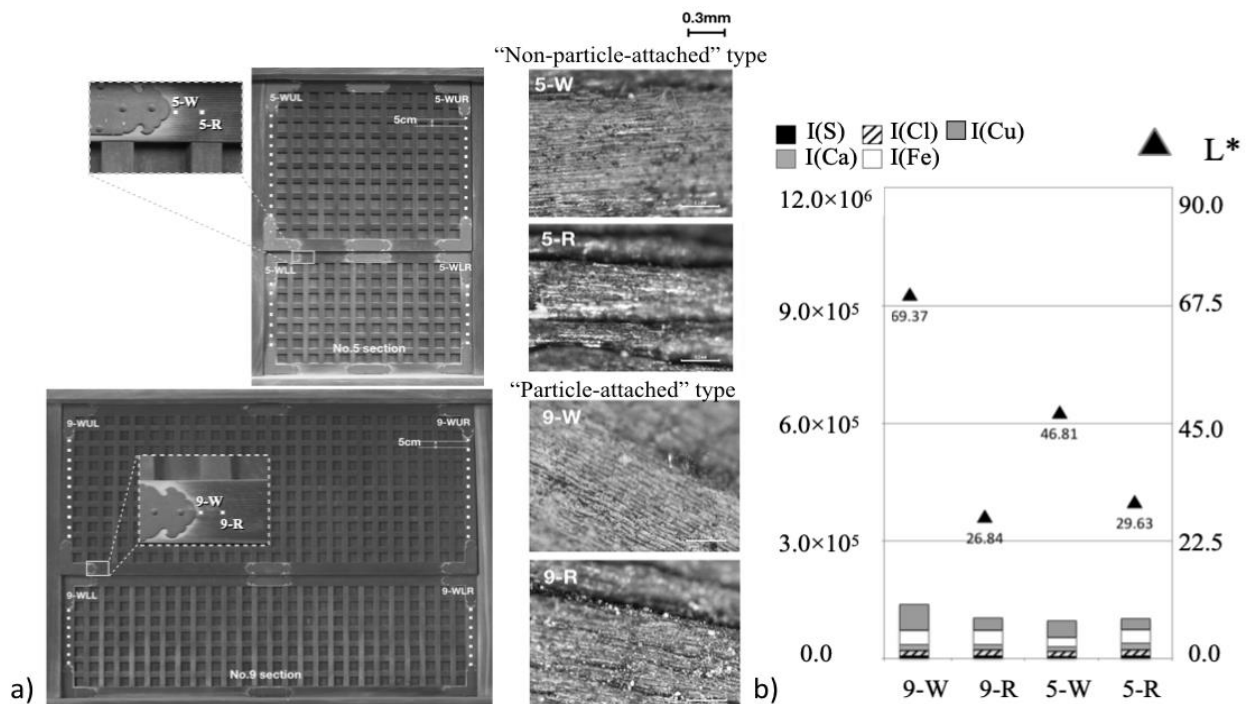 0.3mm
“Non-particle-attached” type
5-W
5-R
5-WUL
5-WUR
5cm
5-W
5-R
5-WLL
5-WLR
No.5 section
“Particle-attached” type
9-WUL
9-WUR
5cm
9-W
9-R
9-W
9-WLL
9-WLR
9-R
No.9 section
a)
I(S) I(Cl) I(Cu)
I(Ca) I(Fe)
L*
12.0×10⁶
90.0
9.0×10⁵
67.5
69.37
6.0×10⁵
45.0
46.81
3.0×10⁵
22.5
26.84
29.63
0.0
0.0
9-W 9-R 5-W 5-R
b)